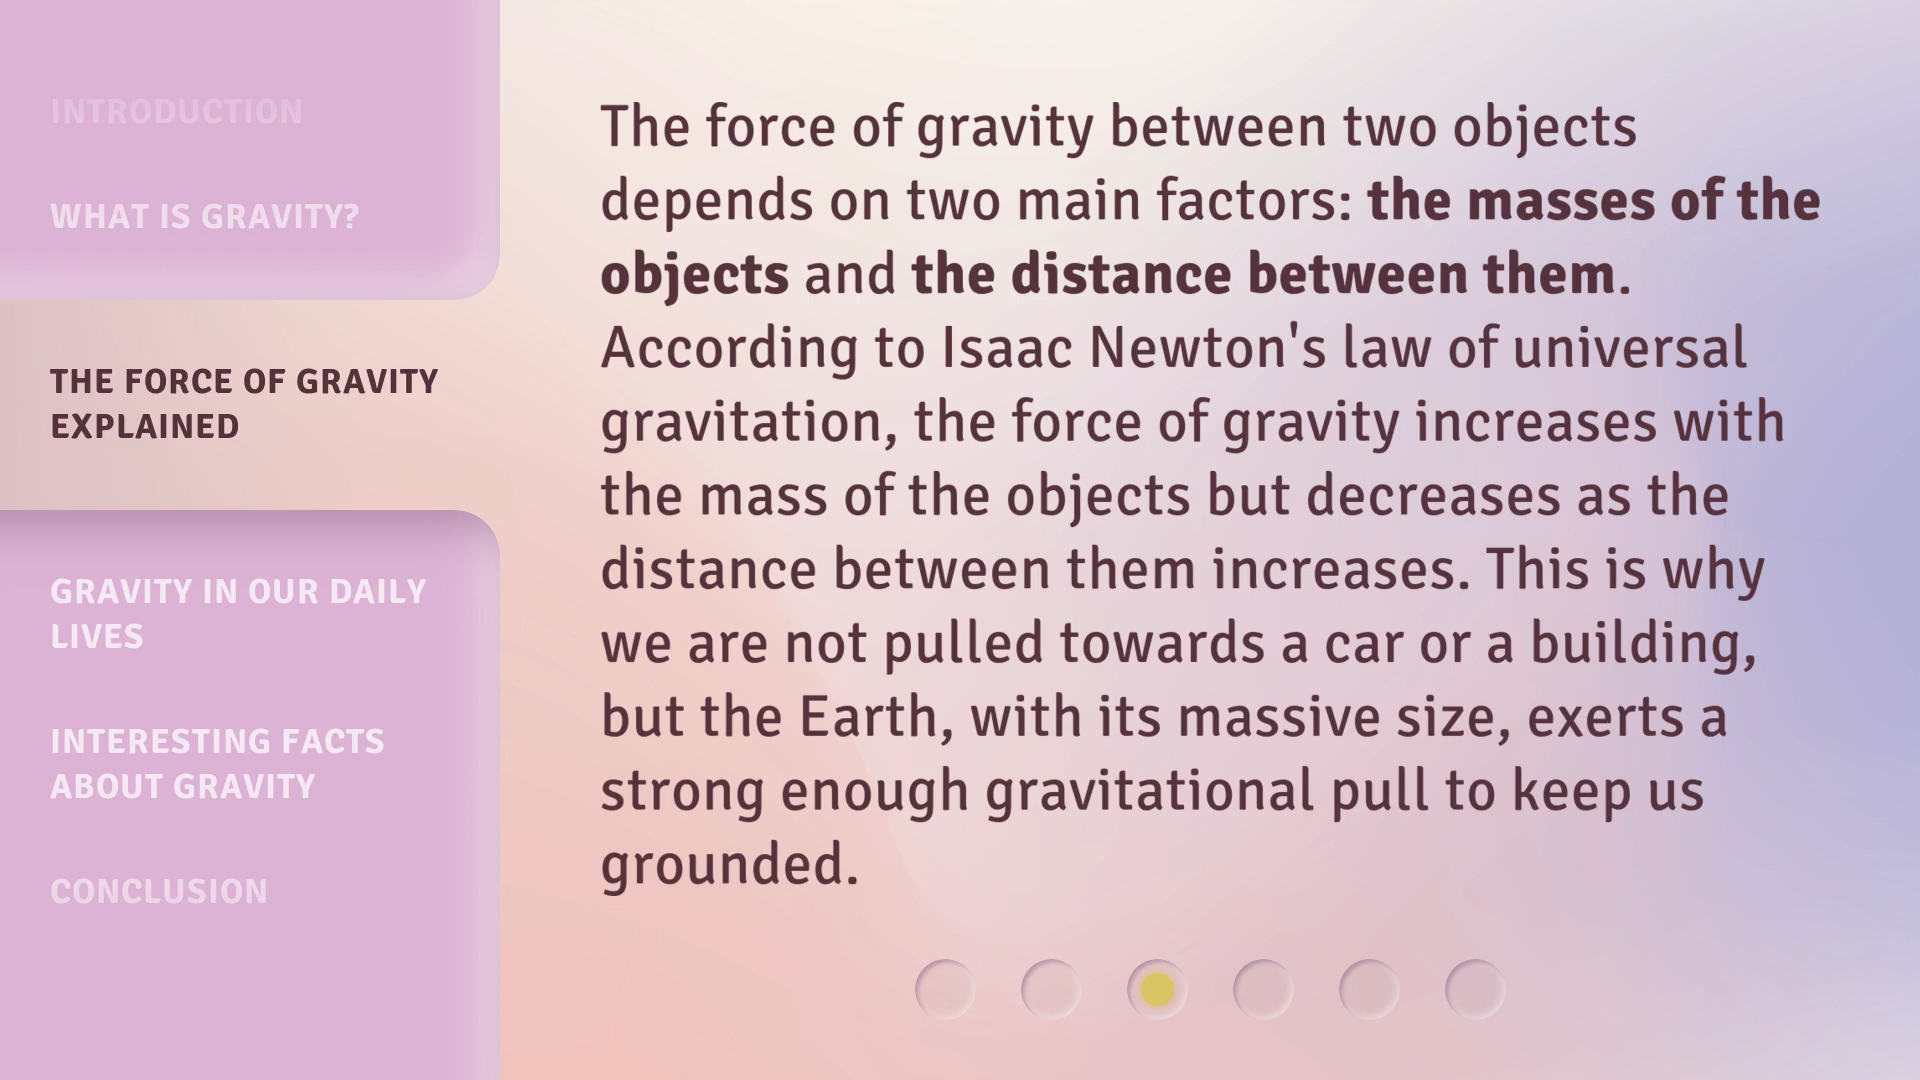 INTRODUCTION
WHAT IS GRAVITY?
THE FORCE OF GRAVITY
EXPLAINED
GRAVITY IN OUR DAILY
LIVES
INTERESTING FACTS
ABOUT GRAVITY
CONCLUSION
The force of gravity between two objects
depends on two main factors: the masses of the
objects and the distance between them.
According to Isaac Newton's law of universal
gravitation, the force of gravity increases with
the mass of the objects but decreases as the
distance between them increases. This is why
we are not pulled towards a car or a building,
but the Earth, with its massive size, exerts a
strong enough gravitational pull to keep us
grounded.